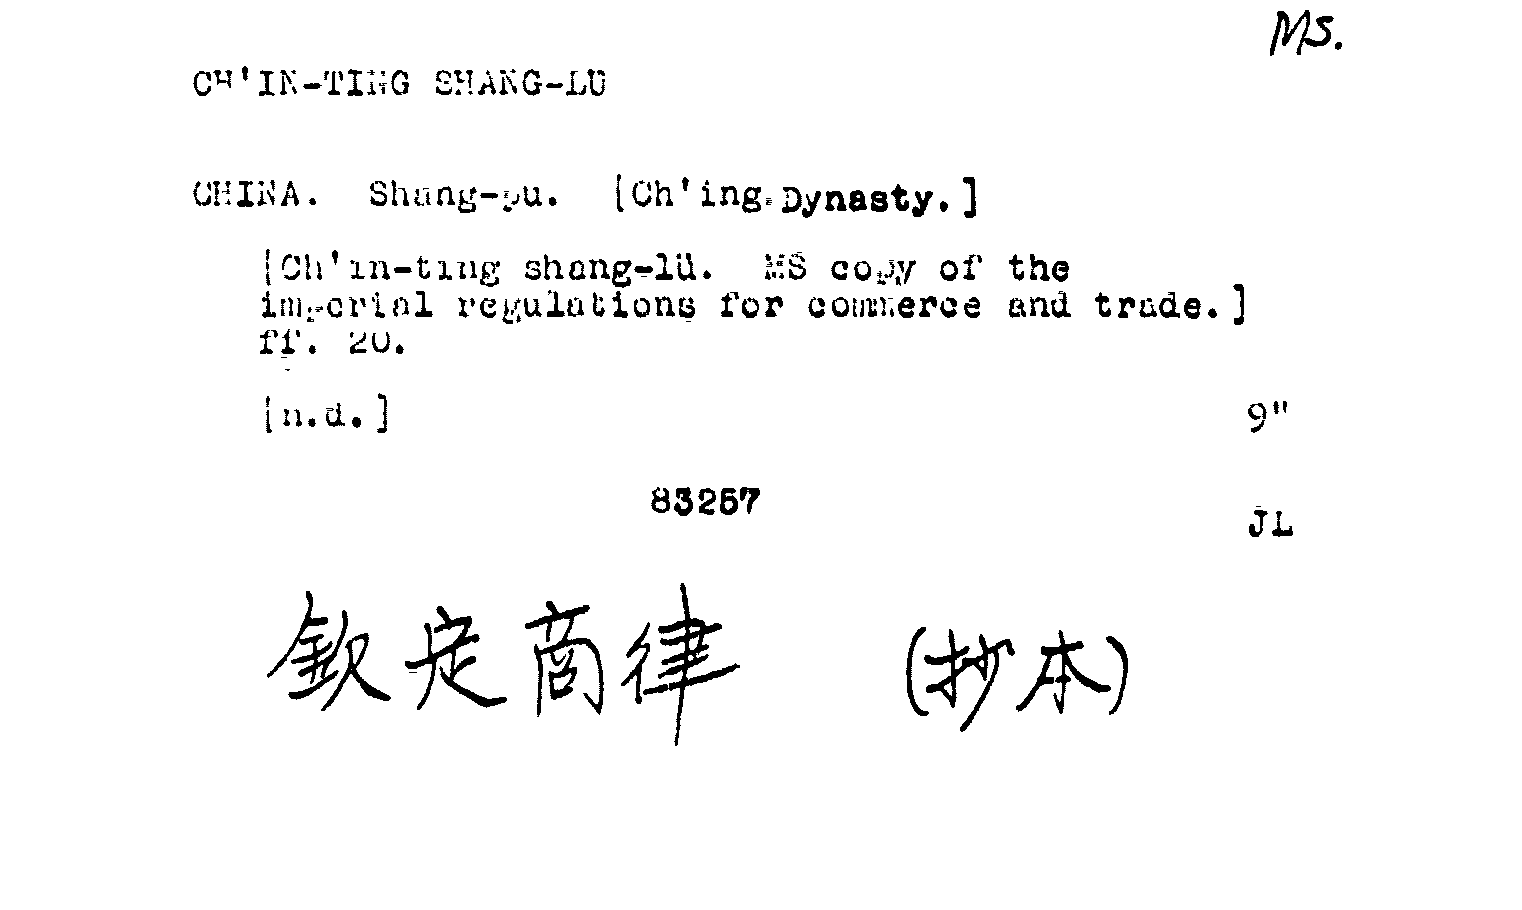 MS.
CH'IN-TING SHANG-LU
CHINA. Shang-pu. [Ch'ing Dynasty.]
[Ch'in-ting shang-lü. MS copy of the
imperial regulations for commerce and trade.]
ff. 20.
[n.d.] 9"
83257
JL
欽定商律 (抄本)